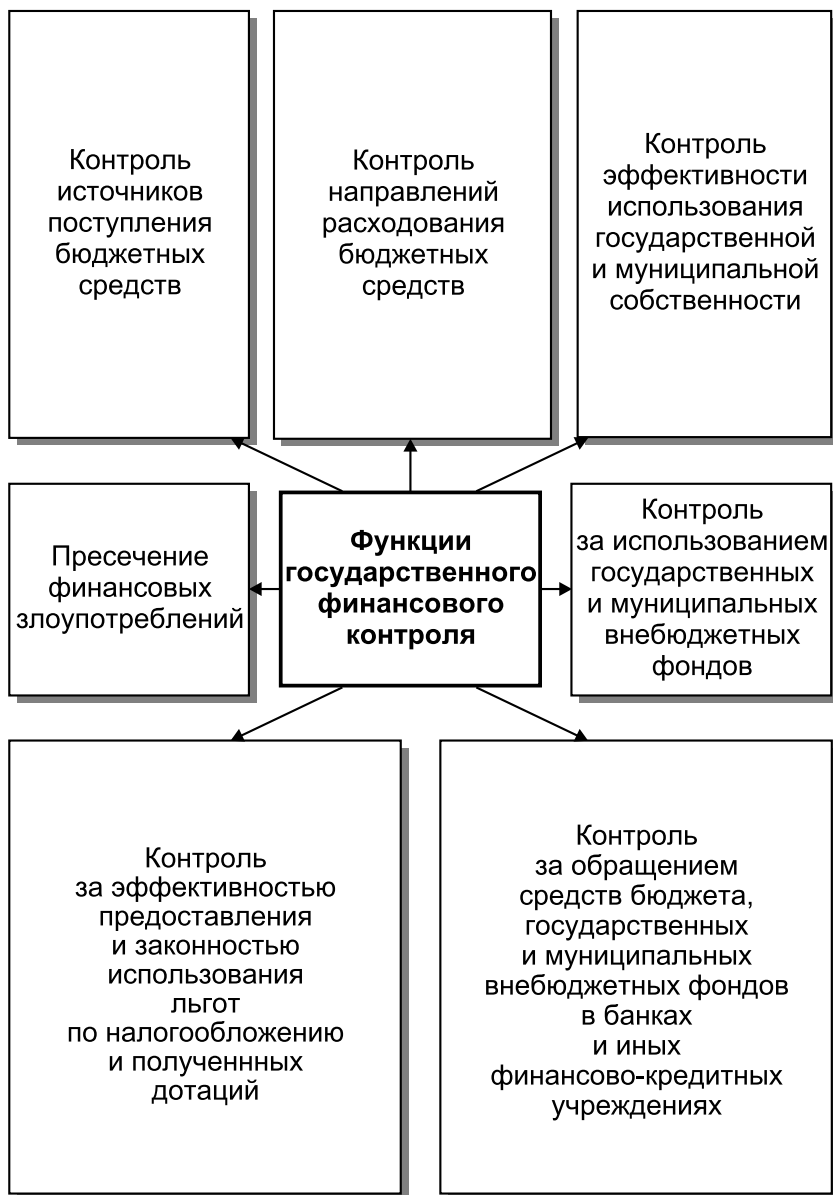 Контроль
источников
поступления
бюджетных
средств
Контроль
направлений
расходования
бюджетных
средств
Контроль
эффективности
использования
государственной
и муниципальной
собственности
Пресечение
финансовых
злоупотреблений
Функции
государственного
финансового
контроля
Контроль
за использованием
государственных
и муниципальных
внебюджетных
фондов
Контроль
за эффективностью
предоставления
и законностью
использования
льгот
по налогообложению
и полученнных
дотаций
Контроль
за обращением
средств бюджета,
государственных
и муниципальных
внебюджетных фондов
в банках
и иных
финансово-кредитных
учреждениях